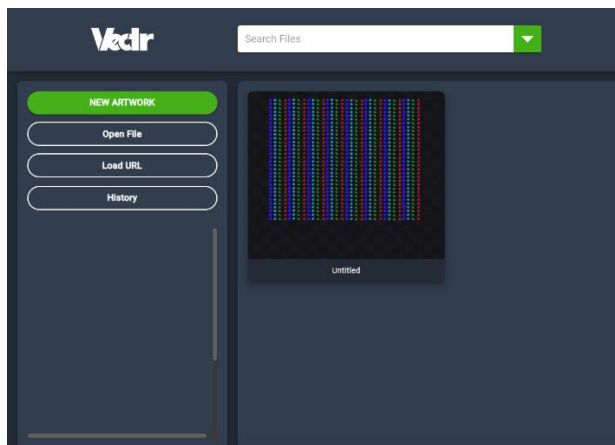 Vectr
Search Files
NEW ARTWORK
Open File
Load URL
History
Untitled